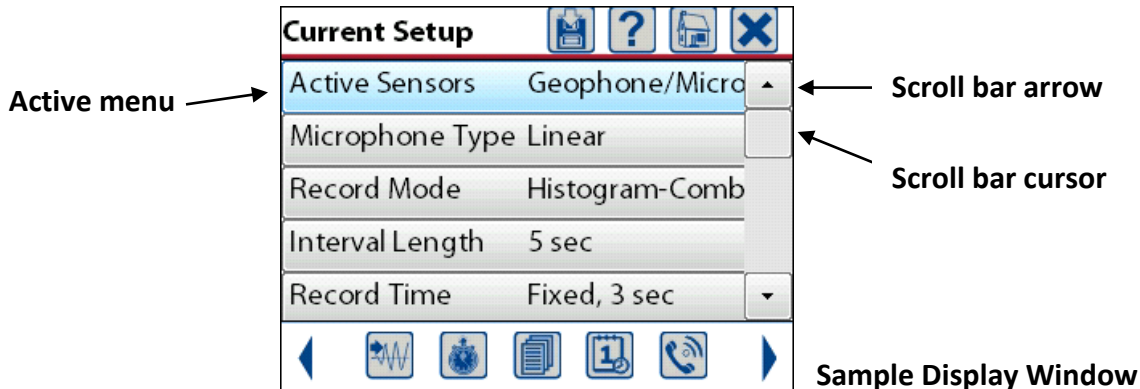 Current Setup
?
Active menu
Active Sensors Geophone/Micro
Scroll bar arrow
Microphone Type Linear
Scroll bar cursor
Record Mode Histogram-Comb
Interval Length 5 sec
Record Time Fixed, 3 sec
1
Sample Display Window